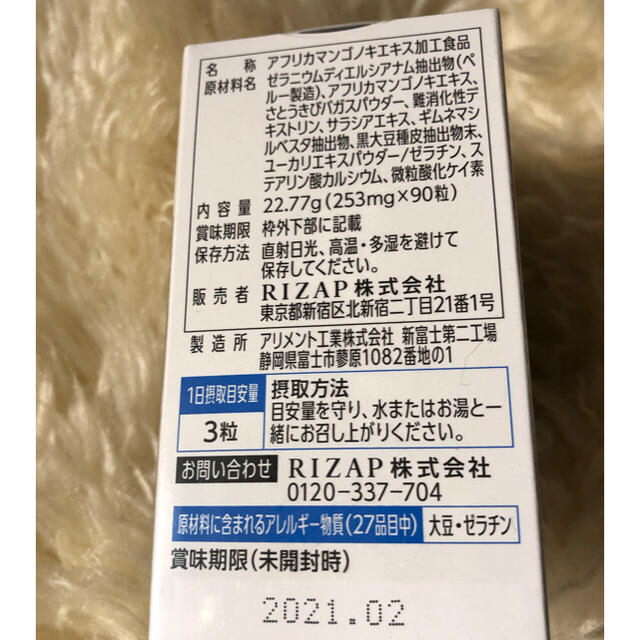 名称 アフリカマンゴノキエキス加工食品
原材料名 ゼラニウムディエルシアナム抽出物(ペ
ルー製造)、アフリカマンゴノキエキス、
さとうきびバガスパウダー、難消化性デ
キストリン、サラシアエキス、ギムネマシ
ルベスタ抽出物、黒大豆種皮抽出物末、
ユーカリエキスパウダー/ゼラチン、ス
テアリン酸カルシウム、微粒酸化ケイ素
内容量 22.77g(253mg×90粒)
賞味期限 枠外下部に記載
保存方法 直射日光、高温・多湿を避けて
保存してください。
販売者 RIZAP株式会社
東京都新宿区北新宿二丁目21番1号
製造所 アリメント工業株式会社 新富士第二工場
静岡県富士市蓼原1082番地の1
1日摂取目安量 摂取方法
3粒 目安量を守り、水またはお湯と一
緒にお召し上がりください。
お問い合わせ RIZAP株式会社
0120-337-704
原材料に含まれるアレルギー物質(27品目中) 大豆・ゼラチン
賞味期限(未開封時)
2021.02